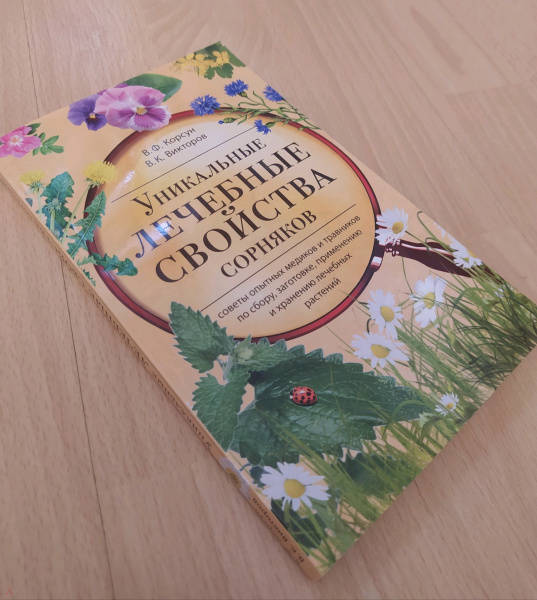 В. Ф. Корсун
В. К. Викторов
Уникальные
лечебные
свойства
сорняков
советы опытных медиков и травников
по сбору, заготовке, применению
и хранению лечебных
растений